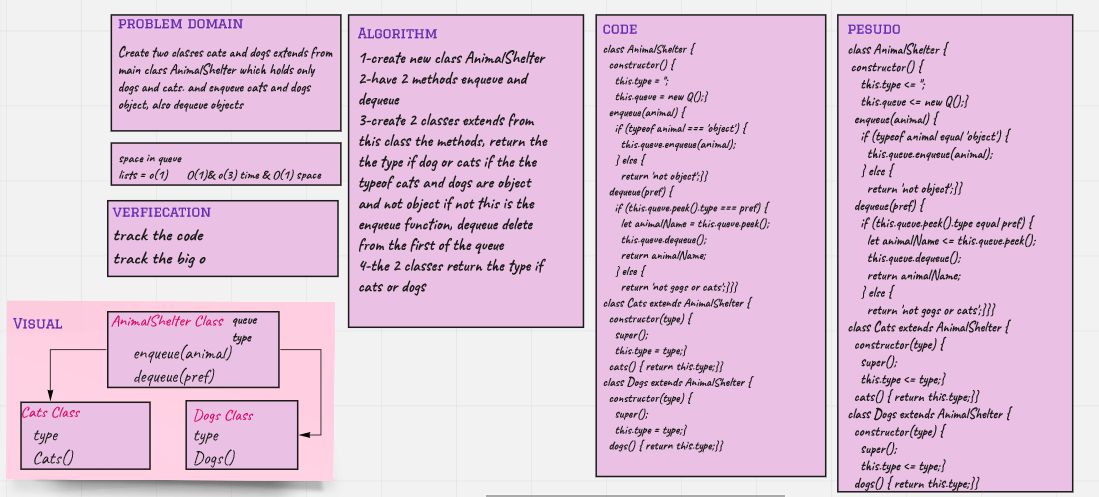 PROBLEM DOMAIN
Create two classes cate and dogs extends from
main class AnimalShelter which holds only
dogs and cats. and enqueue cats and dogs
object, also dequeue objects
space in queue
lists = o(1) O(1)& o(3) time & O(1) space
VERFIECATION
track the code
track the big o
VISUAL
AnimalShelter Class queue
type
enqueue(animal)
dequeue(pref)
Cats Class
type
Cats()
Dogs Class
type
Dogs()
ALGORITHM
1-create new class AnimalShelter
2-have 2 methods enqueue and
dequeue
3-create 2 classes extends from
this class the methods, return the
the type if dog or cats if the the
typeof cats and dogs are object
and not object if not this is the
enqueue function, dequeue delete
from the first of the queue
4-the 2 classes return the type if
cats or dogs
CODE
class AnimalShelter {
constructor() {
this.type = '';
this.queue = new Q();}
enqueue(animal) {
if (typeof animal === 'object') {
this.queue.enqueue(animal);
} else {
return 'not object';}}
dequeue(pref) {
if (this.queue.peek().type === pref) {
let animalName = this.queue.peek();
this.queue.dequeue();
return animalName;
} else {
return 'not gogs or cats';}}}
class Cats extends AnimalShelter {
constructor(type) {
super();
this.type = type;}
cats() { return this.type;}}
class Dogs extends AnimalShelter {
constructor(type) {
super();
this.type = type;}
dogs() { return this.type;}}
PESUDO
class AnimalShelter {
constructor() {
this.type <= '';
this.queue <= new Q();}
enqueue(animal) {
if (typeof animal equal 'object') {
this.queue.enqueue(animal);
} else {
return 'not object';}}
dequeue(pref) {
if (this.queue.peek().type equal pref) {
let animalName <= this.queue.peek();
this.queue.dequeue();
return animalName;
} else {
return 'not gogs or cats';}}}
class Cats extends AnimalShelter {
constructor(type) {
super();
this.type <= type;}
cats() { return this.type;}}
class Dogs extends AnimalShelter {
constructor(type) {
super();
this.type <= type;}
dogs() { return this.type;}}